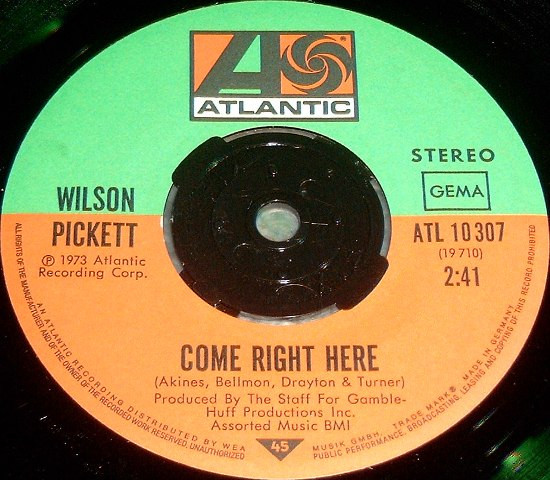 ATLANTIC
®
STEREO
GEMA
WILSON
PICKETT
Ⓟ 1973 Atlantic
Recording Corp.
ATL 10 307
(19 710)
2:41
COME RIGHT HERE
(Akines, Bellmon, Drayton & Turner)
Produced By The Staff For Gamble-
Huff Productions Inc.
Assorted Music BMI
45
ALL RIGHTS OF THE MANUFACTURER AND OF THE OWNER OF THE RECORDED WORK RESERVED. UNAUTHORIZED
PUBLIC PERFORMANCE, BROADCASTING, LEASING AND COPYING OF THIS RECORD PROHIBITED
AN ATLANTIC RECORDING DISTRIBUTED BY WEA
MUSIK GMBH. TRADE MARK® MADE IN GERMANY